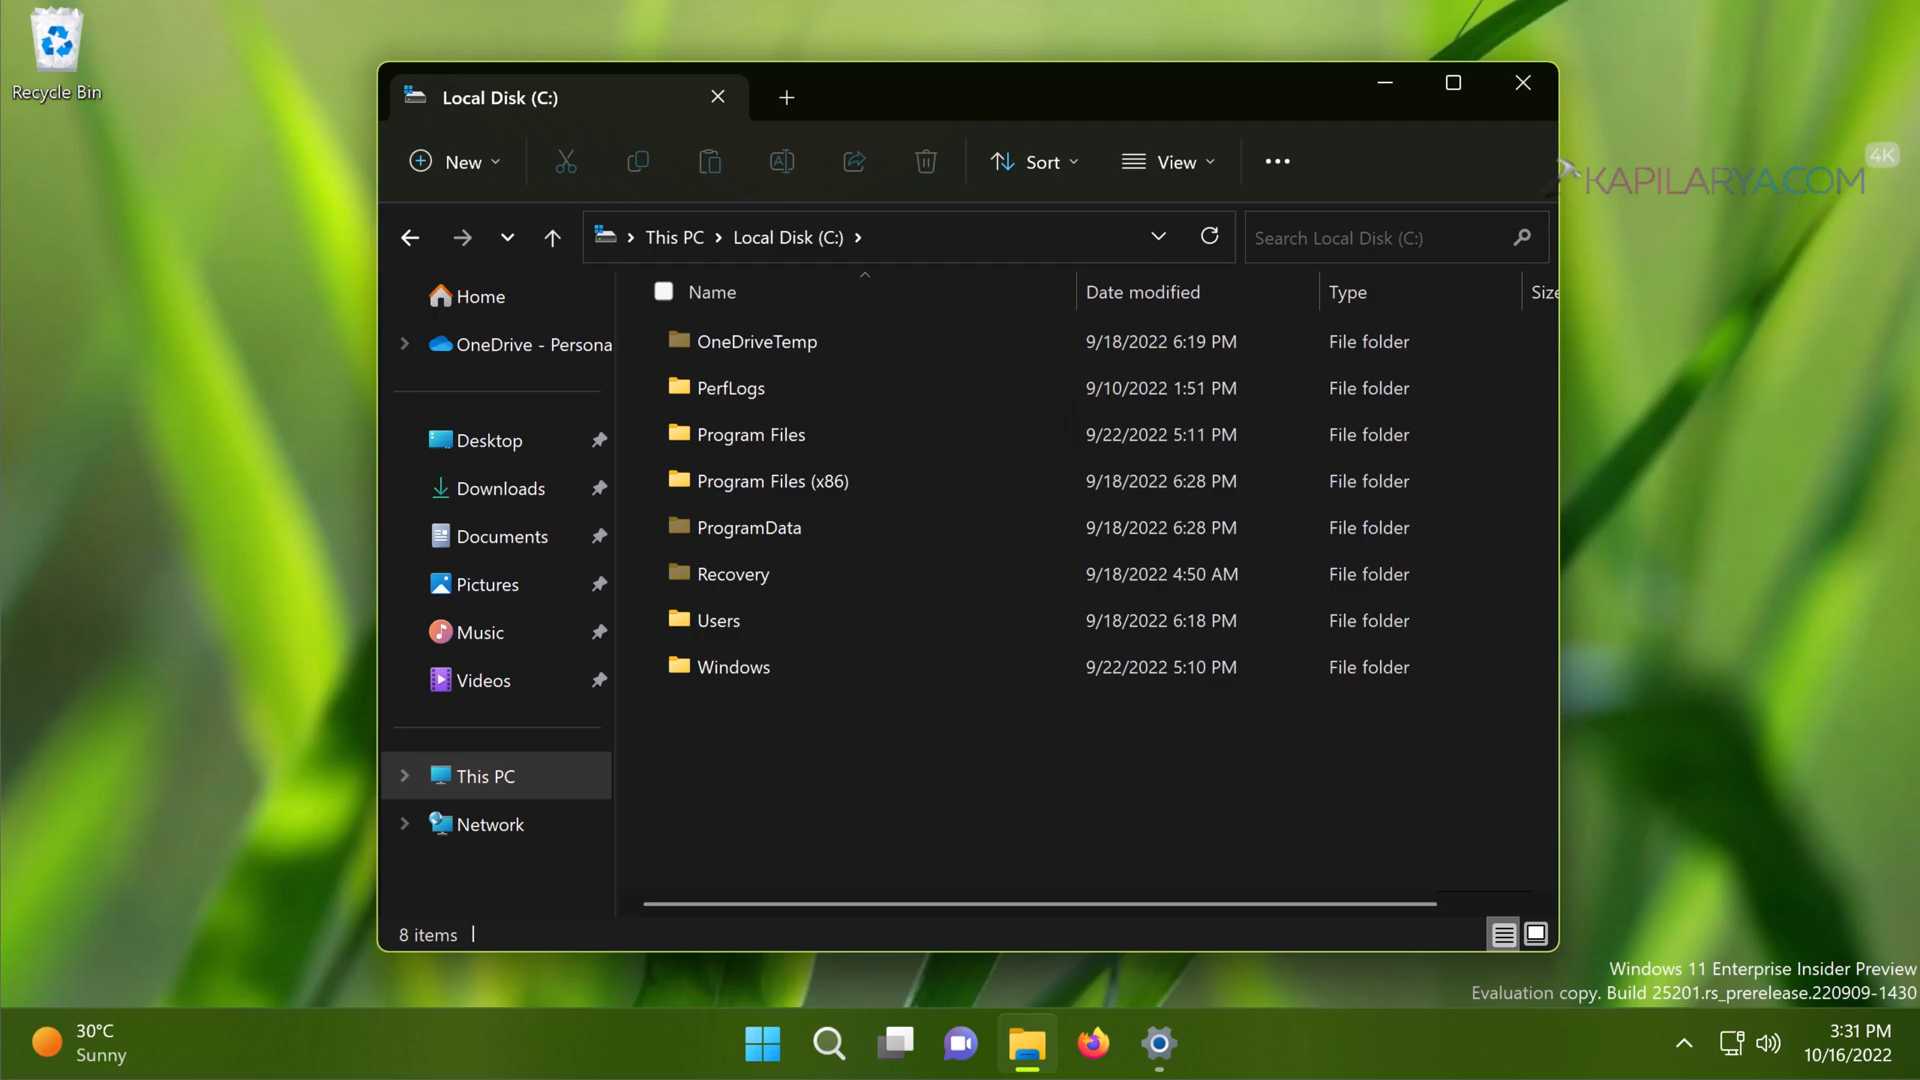 Recycle Bin
Local Disk (C:)
New
Sort
View
This PC
Local Disk (C:)
Search Local Disk (C:)
KAPILARYA.COM
4K
Home
OneDrive - Persona
Desktop
Downloads
Documents
Pictures
Music
Videos
This PC
Network
Name Date modified Type Size
OneDriveTemp 9/18/2022 6:19 PM File folder
PerfLogs 9/10/2022 1:51 PM File folder
Program Files 9/22/2022 5:11 PM File folder
Program Files (x86) 9/18/2022 6:28 PM File folder
ProgramData 9/18/2022 6:28 PM File folder
Recovery 9/18/2022 4:50 AM File folder
Users 9/18/2022 6:18 PM File folder
Windows 9/22/2022 5:10 PM File folder
8 items
Windows 11 Enterprise Insider Preview
Evaluation copy. Build 25201.rs_prerelease.220909-1430
30°C
Sunny
3:31 PM
10/16/2022